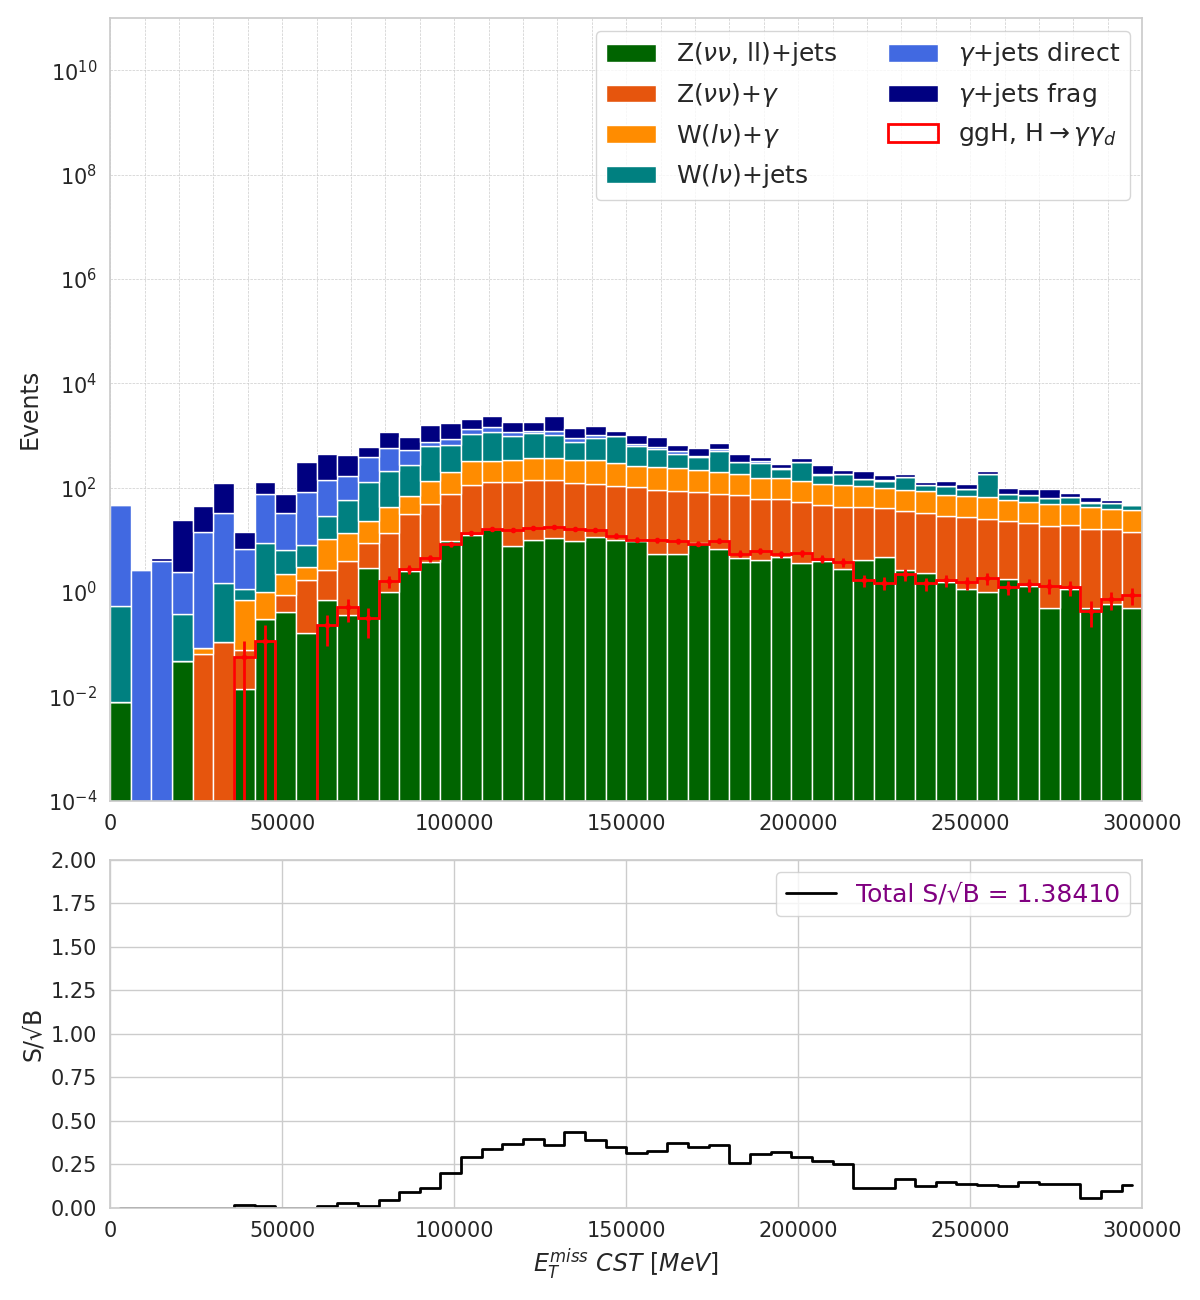 Events
10^10
10^8
10^6
10^4
10^2
10^0
10^−2
10^−4
Z(νν, ll)+jets
Z(νν)+γ
W(lν)+γ
W(lν)+jets
γ+jets direct
γ+jets frag
ggH, H→γγ_d
0 50000 100000 150000 200000 250000 300000
S/√B
2.00
1.75
1.50
1.25
1.00
0.75
0.50
0.25
0.00
Total S/√B = 1.38410
0 50000 100000 150000 200000 250000 300000
E_T^miss CST [MeV]